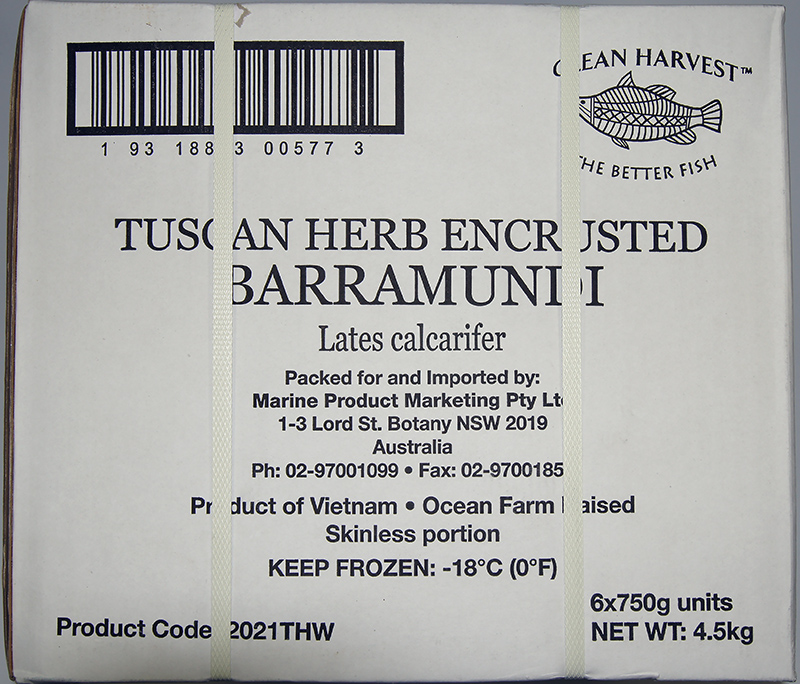 1 93 188 3 00577 3
OCEAN HARVEST™
THE BETTER FISH
TUSCAN HERB ENCRUSTED
BARRAMUNDI
Lates calcarifer
Packed for and Imported by:
Marine Product Marketing Pty Ltd
1-3 Lord St. Botany NSW 2019
Australia
Ph: 02-97001099 • Fax: 02-9700185
Product of Vietnam • Ocean Farm Raised
Skinless portion
KEEP FROZEN: -18°C (0°F)
6x750g units
Product Code 2021THW
NET WT: 4.5kg